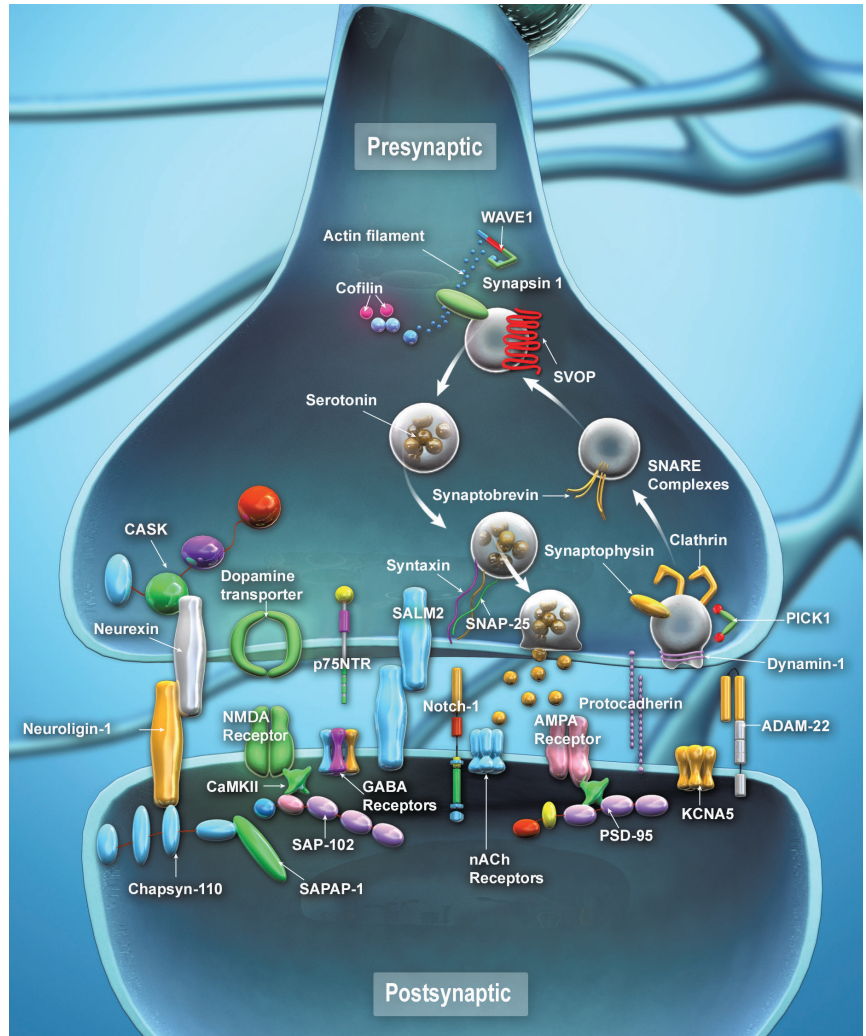 Presynaptic
WAVE1
Actin filament
Synapsin 1
Cofilin
SVOP
Serotonin
SNARE
Complexes
Synaptobrevin
CASK
Clathrin
Synaptophysin
Dopamine
transporter
Syntaxin
SALM2
SNAP-25
PICK1
Neurexin
p75NTR
Dynamin-1
Notch-1
Protocadherin
Neuroligin-1
NMDA
Receptor
AMPA
Receptor
ADAM-22
CaMKII
GABA
Receptors
KCNA5
SAP-102
PSD-95
nACh
Receptors
Chapsyn-110
SAPAP-1
Postsynaptic